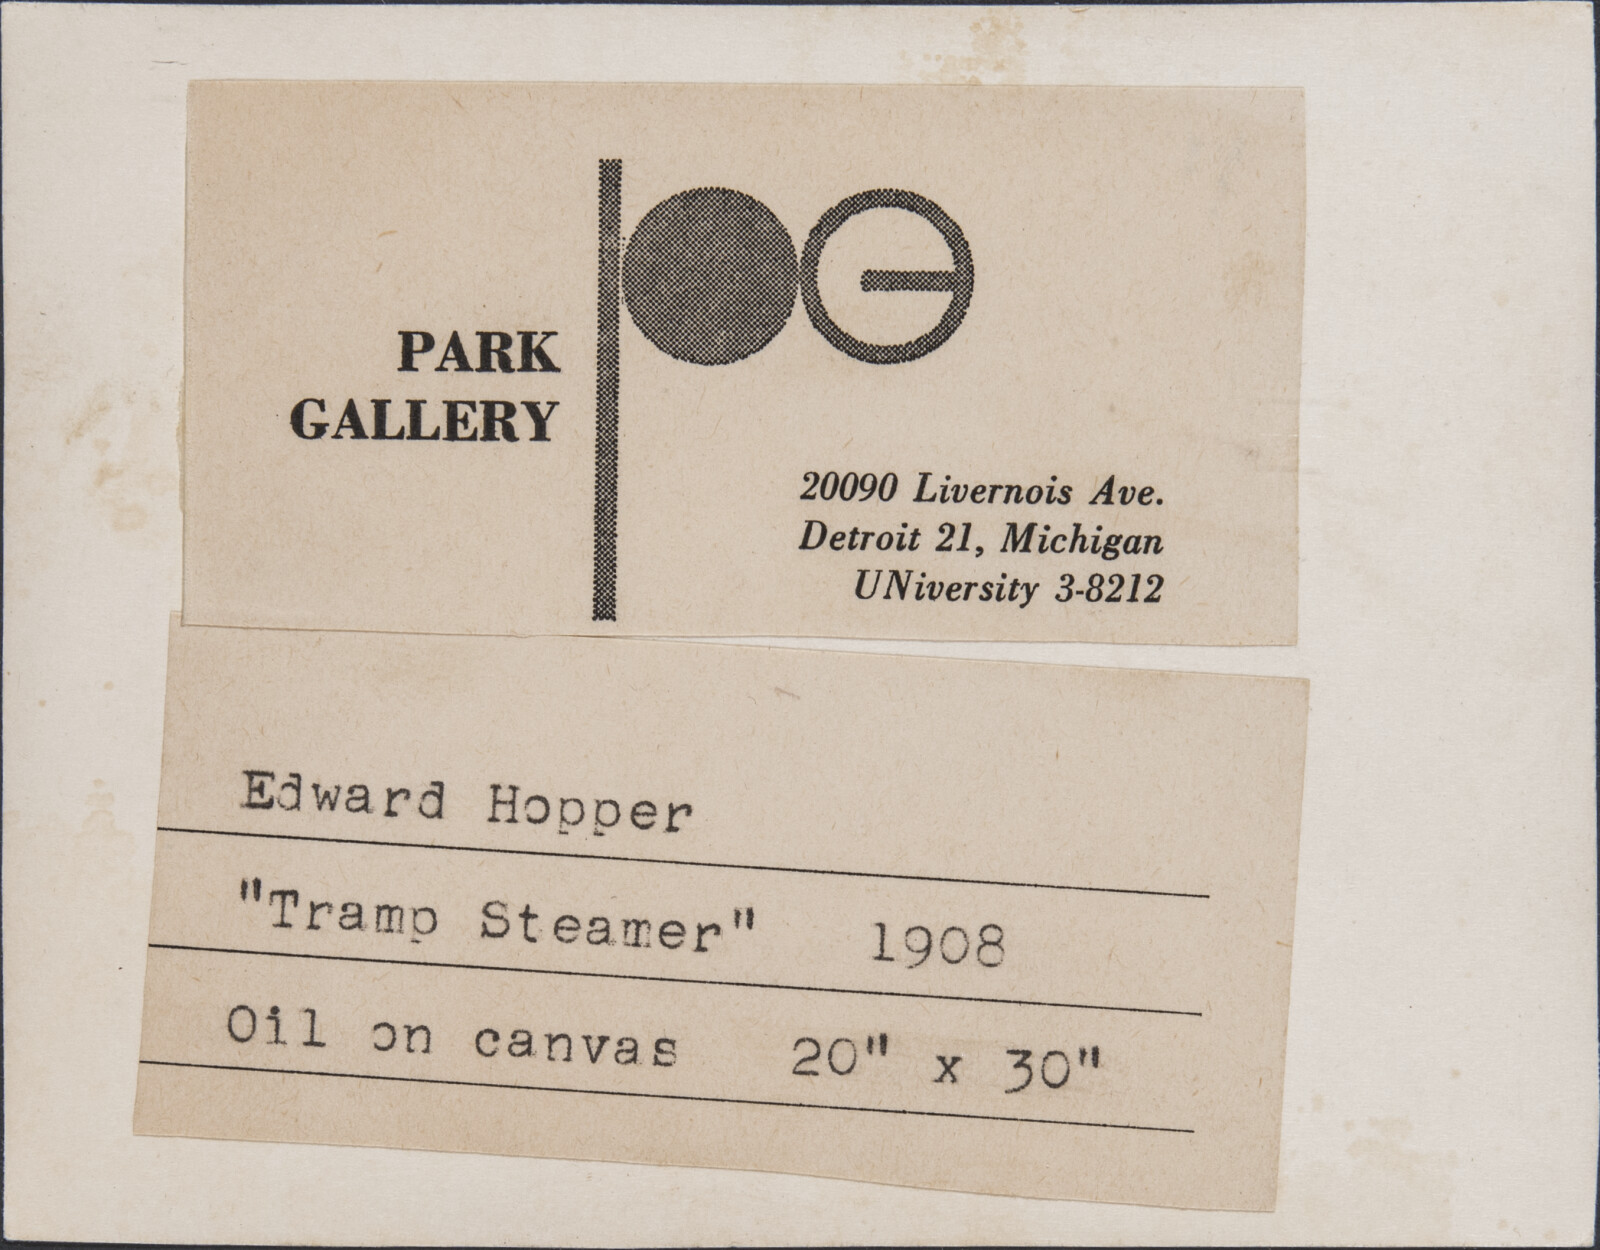 PARK
GALLERY
pG
20090 Livernois Ave.
Detroit 21, Michigan
UNiversity 3-8212
Edward Hopper
"Tramp Steamer" 1908
Oil on canvas 20" x 30"